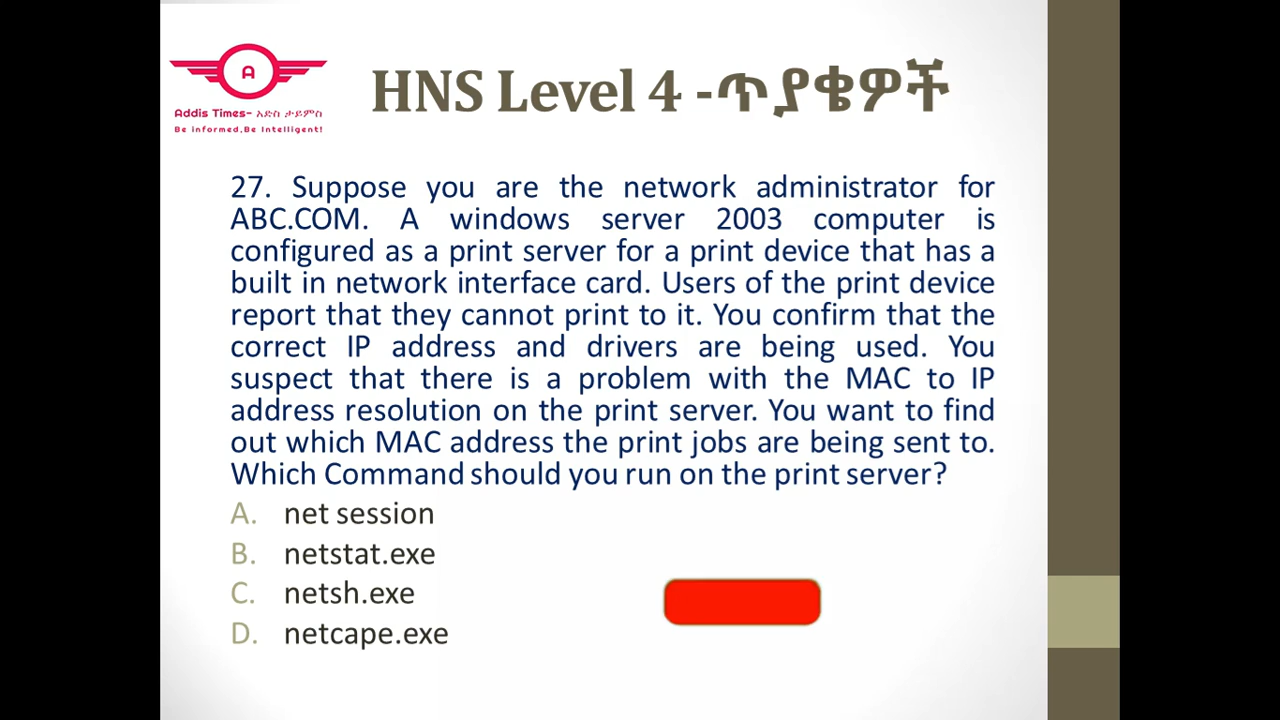 A
Addis Times- አድስ ታይምስ
Be informed,Be Intelligent!
HNS Level 4 -ጥያቄዎች
27. Suppose you are the network administrator for
ABC.COM. A windows server 2003 computer is
configured as a print server for a print device that has a
built in network interface card. Users of the print device
report that they cannot print to it. You confirm that the
correct IP address and drivers are being used. You
suspect that there is a problem with the MAC to IP
address resolution on the print server. You want to find
out which MAC address the print jobs are being sent to.
Which Command should you run on the print server?
A. net session
B. netstat.exe
C. netsh.exe
D. netcape.exe